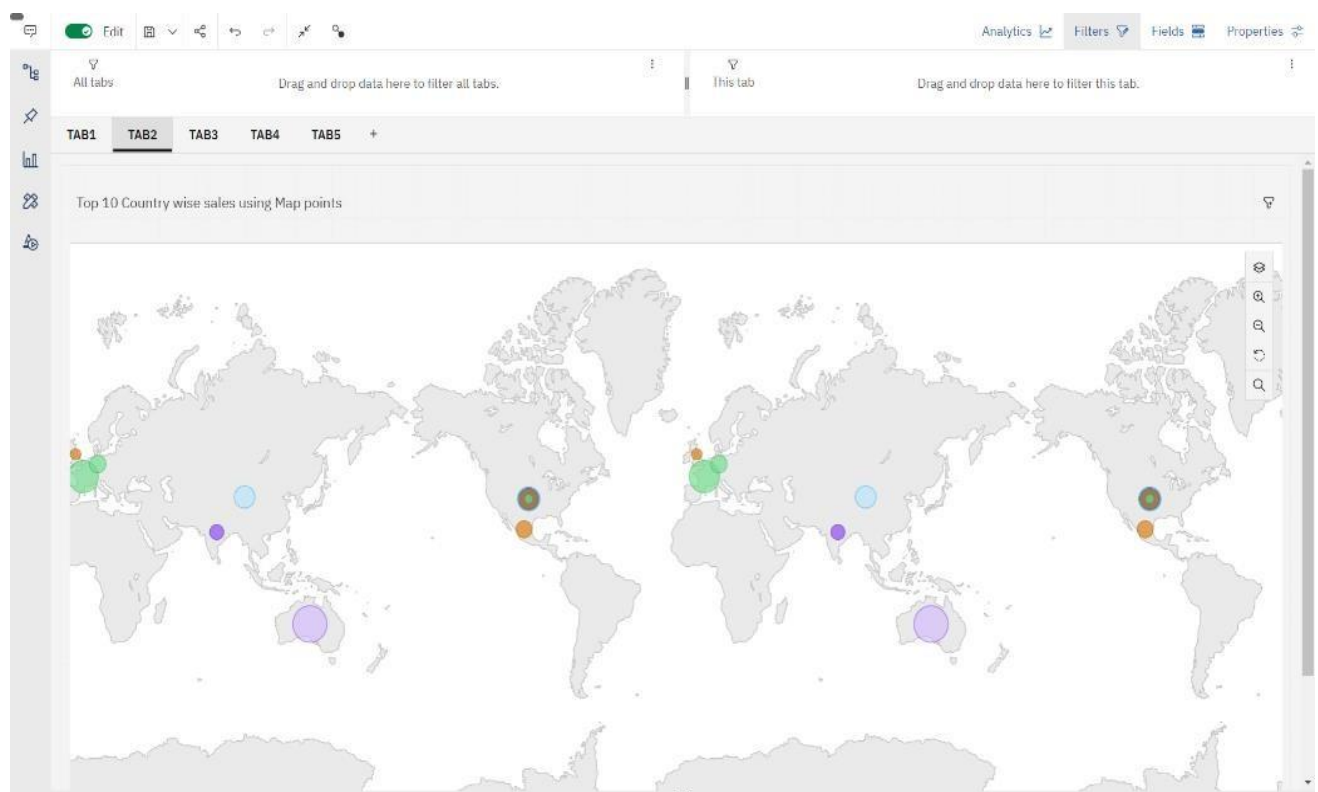 Edit
Analytics
Filters
Fields
Properties
All tabs
Drag and drop data here to filter all tabs.
This tab
Drag and drop data here to filter this tab.
TAB1 TAB2 TAB3 TAB4 TAB5 +
Top 10 Country wise sales using Map points